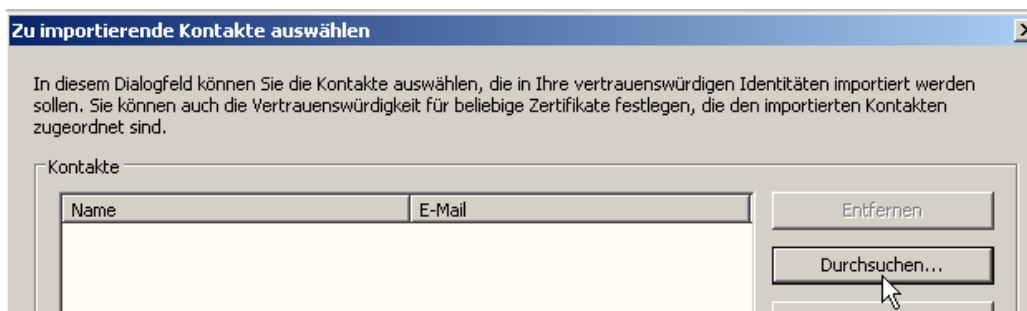 Zu importierende Kontakte auswählen
In diesem Dialogfeld können Sie die Kontakte auswählen, die in Ihre vertrauenswürdigen Identitäten importiert werden
sollen. Sie können auch die Vertrauenswürdigkeit für beliebige Zertifikate festlegen, die den importierten Kontakten
zugeordnet sind.
Kontakte
Name E-Mail Entfernen
Durchsuchen...